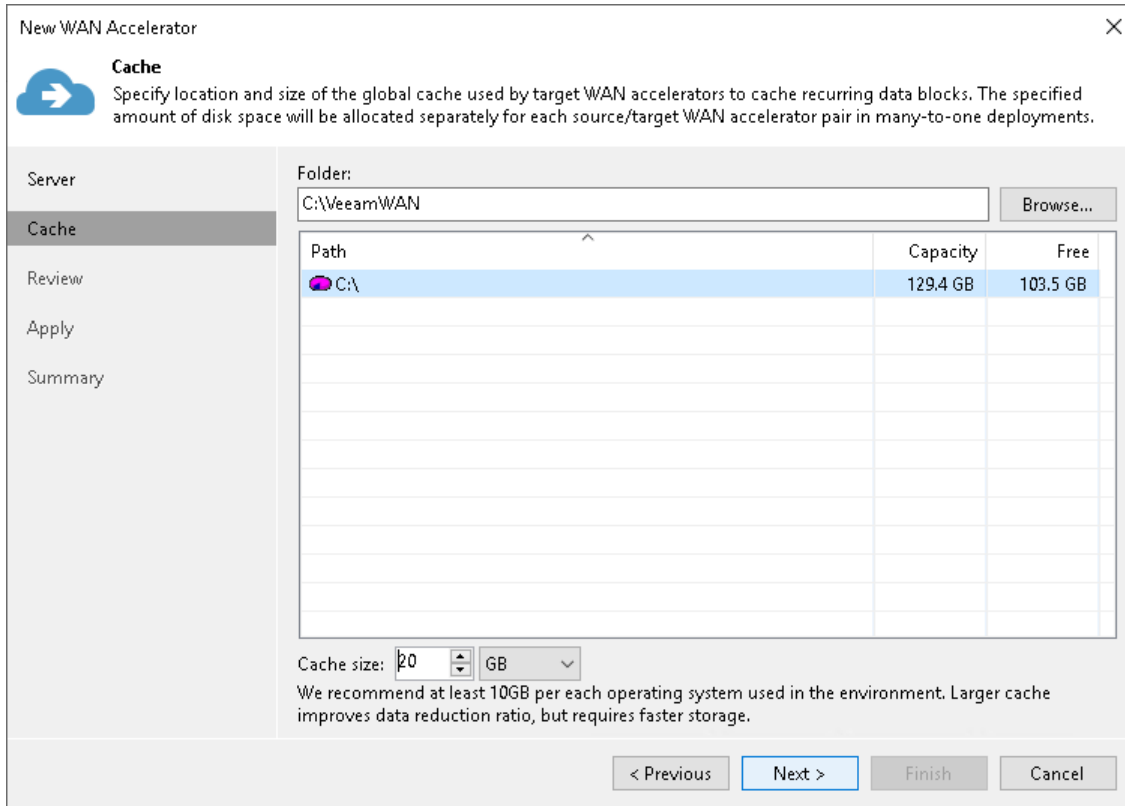 New WAN Accelerator
Cache
Specify location and size of the global cache used by target WAN accelerators to cache recurring data blocks. The specified
amount of disk space will be allocated separately for each source/target WAN accelerator pair in many-to-one deployments.
Server
Cache
Review
Apply
Summary
Folder:
C:\VeeamWAN
Browse...
Path Capacity Free
C:\ 129.4 GB 103.5 GB
Cache size: 20 GB
We recommend at least 10GB per each operating system used in the environment. Larger cache
improves data reduction ratio, but requires faster storage.
< Previous Next > Finish Cancel